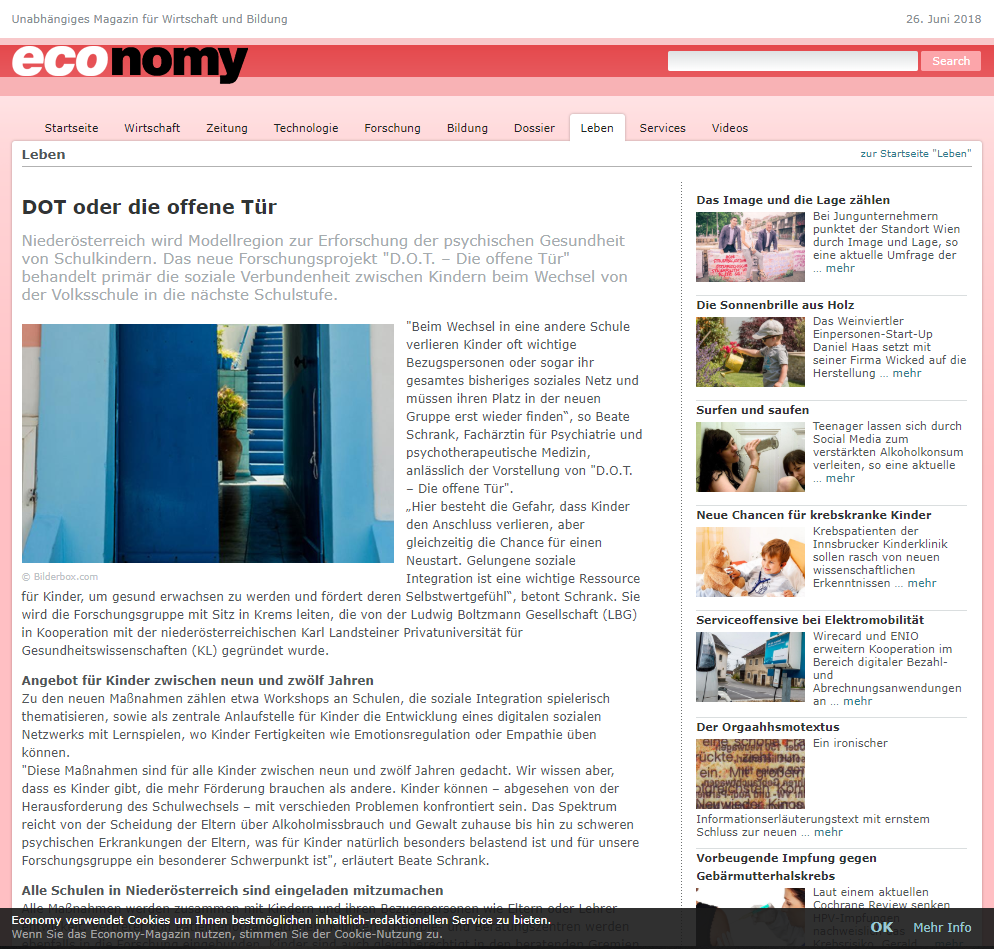 Unabhängiges Magazin für Wirtschaft und Bildung
26. Juni 2018
economy
Search
Startseite Wirtschaft Zeitung Technologie Forschung Bildung Dossier Leben Services Videos
Leben
zur Startseite "Leben"
DOT oder die offene Tür
Niederösterreich wird Modellregion zur Erforschung der psychischen Gesundheit
von Schulkindern. Das neue Forschungsprojekt "D.O.T. – Die offene Tür"
behandelt primär die soziale Verbundenheit zwischen Kindern beim Wechsel von
der Volksschule in die nächste Schulstufe.
"Beim Wechsel in eine andere Schule
verlieren Kinder oft wichtige
Bezugspersonen oder sogar ihr
gesamtes bisheriges soziales Netz und
müssen ihren Platz in der neuen
Gruppe erst wieder finden“, so Beate
Schrank, Fachärztin für Psychiatrie und
psychotherapeutische Medizin,
anlässlich der Vorstellung von "D.O.T.
– Die offene Tür".
„Hier besteht die Gefahr, dass Kinder
den Anschluss verlieren, aber
gleichzeitig die Chance für einen
Neustart. Gelungene soziale
Integration ist eine wichtige Ressource
© Bilderbox.com
für Kinder, um gesund erwachsen zu werden und fördert deren Selbstwertgefühl“, betont Schrank. Sie
wird die Forschungsgruppe mit Sitz in Krems leiten, die von der Ludwig Boltzmann Gesellschaft (LBG)
in Kooperation mit der niederösterreichischen Karl Landsteiner Privatuniversität für
Gesundheitswissenschaften (KL) gegründet wurde.
Angebot für Kinder zwischen neun und zwölf Jahren
Zu den neuen Maßnahmen zählen etwa Workshops an Schulen, die soziale Integration spielerisch
thematisieren, sowie als zentrale Anlaufstelle für Kinder die Entwicklung eines digitalen sozialen
Netzwerks mit Lernspielen, wo Kinder Fertigkeiten wie Emotionsregulation oder Empathie üben
können.
"Diese Maßnahmen sind für alle Kinder zwischen neun und zwölf Jahren gedacht. Wir wissen aber,
dass es Kinder gibt, die mehr Förderung brauchen als andere. Kinder können – abgesehen von der
Herausforderung des Schulwechsels – mit verschieden Problemen konfrontiert sein. Das Spektrum
reicht von der Scheidung der Eltern über Alkoholmissbrauch und Gewalt zuhause bis hin zu schweren
psychischen Erkrankungen der Eltern, was für Kinder natürlich besonders belastend ist und für unsere
Forschungsgruppe ein besonderer Schwerpunkt ist", erläutert Beate Schrank.
Alle Schulen in Niederösterreich sind eingeladen mitzumachen
Das Image und die Lage zählen
Bei Jungunternehmern
punktet der Standort Wien
durch Image und Lage, so
eine aktuelle Umfrage der
... mehr
Die Sonnenbrille aus Holz
Das Weinviertler
Einpersonen-Start-Up
Daniel Haas setzt mit
seiner Firma Wicked auf die
Herstellung ... mehr
Surfen und saufen
Teenager lassen sich durch
Social Media zum
verstärkten Alkoholkonsum
verleiten, so eine aktuelle
... mehr
Neue Chancen für krebskranke Kinder
Krebspatienten der
Innsbrucker Kinderklinik
sollen rasch von neuen
wissenschaftlichen
Erkenntnissen ... mehr
Serviceoffensive bei Elektromobilität
Wirecard und ENIO
erweitern Kooperation im
Bereich digitaler Bezahl-
und
Abrechnungsanwendungen
an ... mehr
Der Orgaahhsmotextus
Ein ironischer
Informationserläuterungstext mit ernstem
Schluss zur neuen ... mehr
Vorbeugende Impfung gegen
Gebärmutterhalskrebs
Laut einem aktuellen
Cochrane Review senken
HPV-Impfungen
Economy verwendet Cookies um Ihnen bestmöglichen inhaltlich-redaktionellen Service zu bieten.
Wenn Sie das Economy-Magazin nutzen, stimmen Sie der Cookie-Nutzung zu.
OK Mehr Info